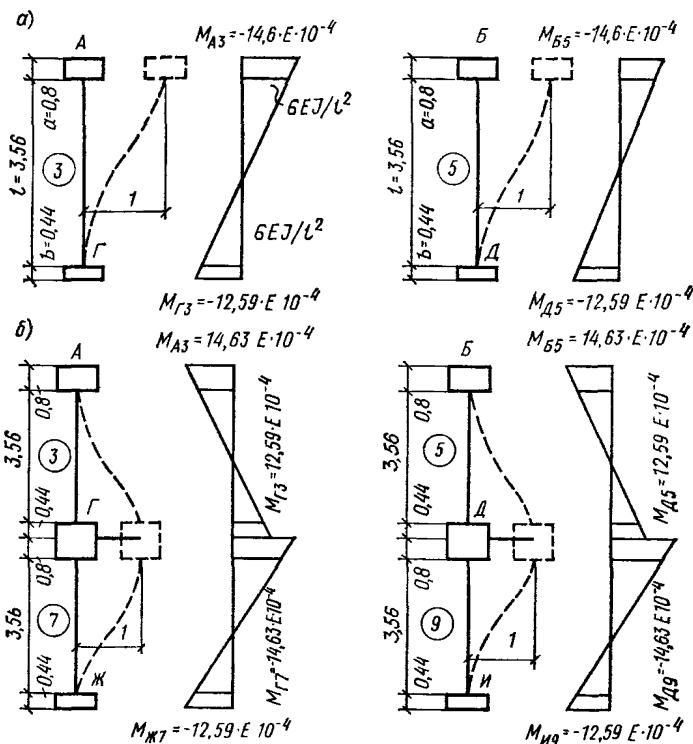 а)
А
M_А3=-14,6·E·10^-4
Б
M_Б5=-14,6·E·10^-4
a=0,8
6EJ/l^2
a=0,8
l=3,56
3
1
l=3,56
5
1
b=0,44
Г
6EJ/l^2
b=0,44
Д
M_Г3=-12,59·E 10^-4
M_Д5=-12,59·E 10^-4
б)
А
M_А3=14,63 E·10^-4
Б
M_Б5=14,63·E·10^-4
0,8
3,56
3
M_Г3=12,59·E 10^-4
0,8
3,56
5
M_Д5=12,59 E 10^-4
0,44
Г
0,44
Д
0,8
3,56
7
1
M_Г7=-14,63·E·10^-4
0,8
3,56
9
1
M_Д9=-14,63 E 10^-4
0,44
Ж
0,44
И
M_Ж7=-12,59·E 10^-4
M_И9=-12,59·E 10^-4